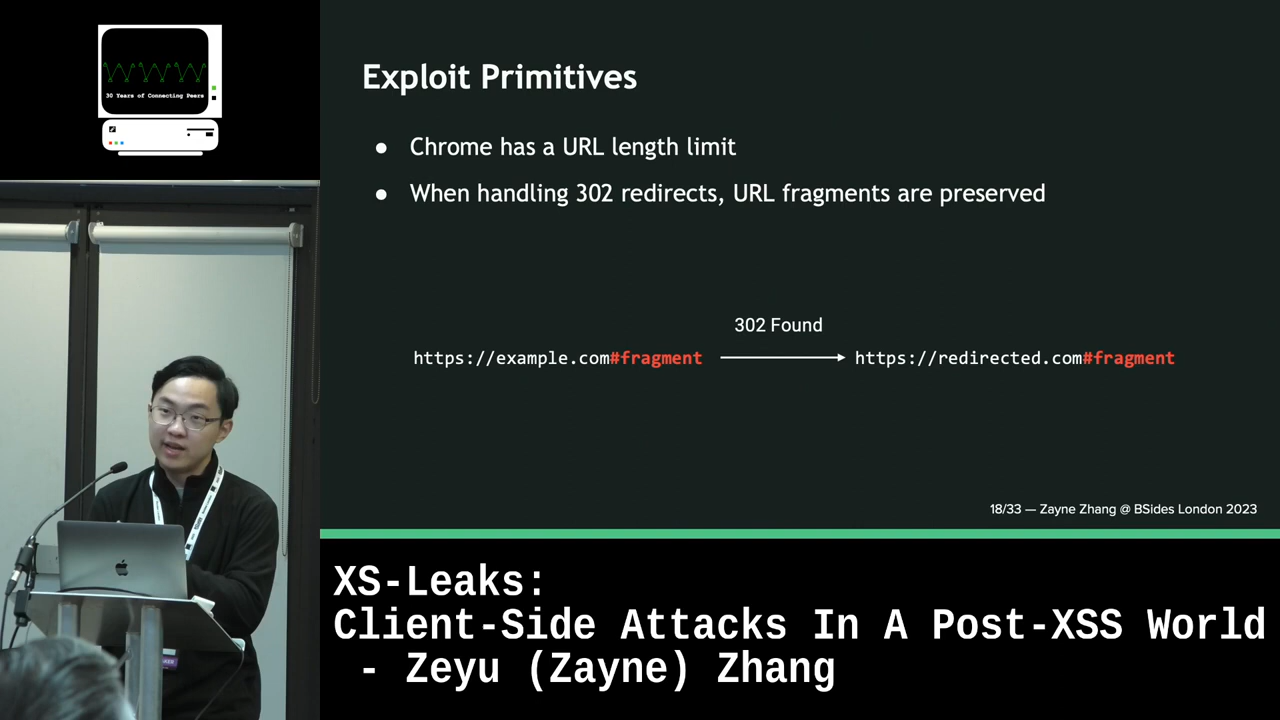 30 Years of Connecting Peers
Exploit Primitives
● Chrome has a URL length limit
● When handling 302 redirects, URL fragments are preserved
302 Found
https://example.com#fragment
https://redirected.com#fragment
18/33 — Zayne Zhang @ BSides London 2023
XS-Leaks:
Client-Side Attacks In A Post-XSS World
- Zeyu (Zayne) Zhang